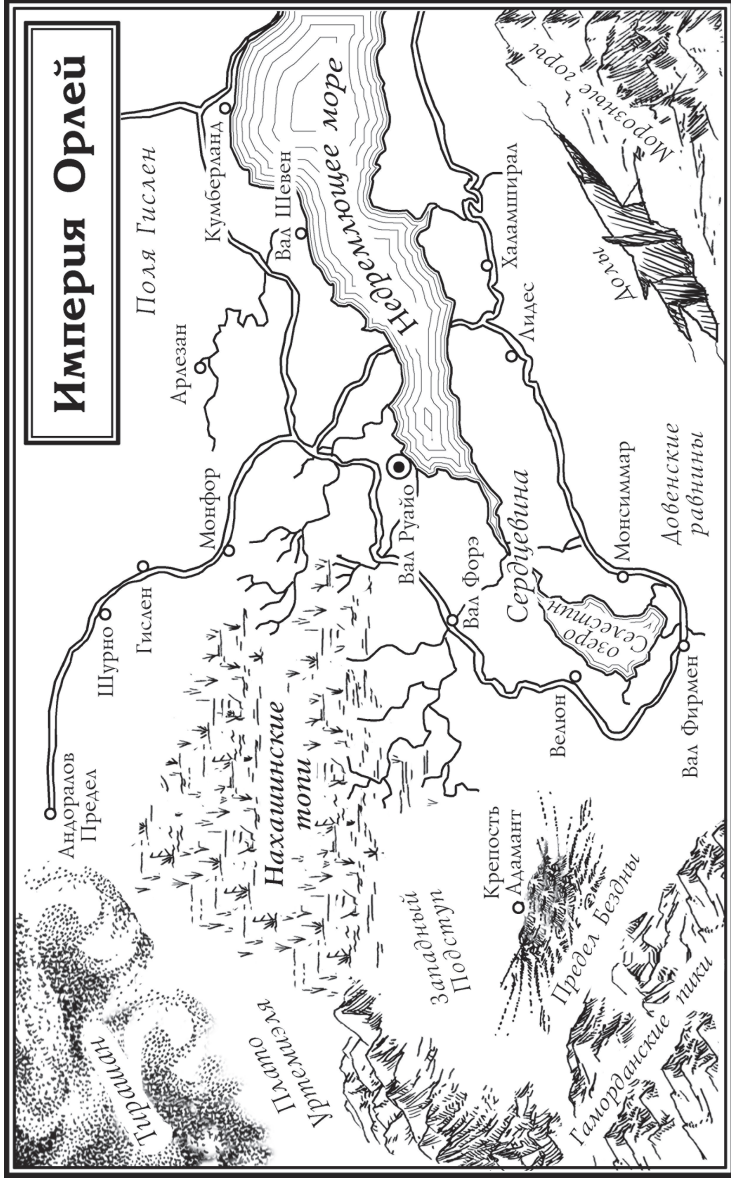 Империя Орлей
Тирашан
Андоралов
Предел
Шурно
Гислен
Монфор
Арлезан
Поля Гислен
Кумберланд
Вал Шевен
Недремлющее море
Плато
Уртемиэля
Нахашинские
топи
Вал Руайо
Западный
Подступ
Вал Форэ
Сердцевина
Лидес
Халамширал
Крепость
Адамант
Велюн
озеро
Селестин
Монсиммар
Долы
Морозные горы
Предел Бездны
Гаморданские пики
Вал Фирмен
Довенские
равнины